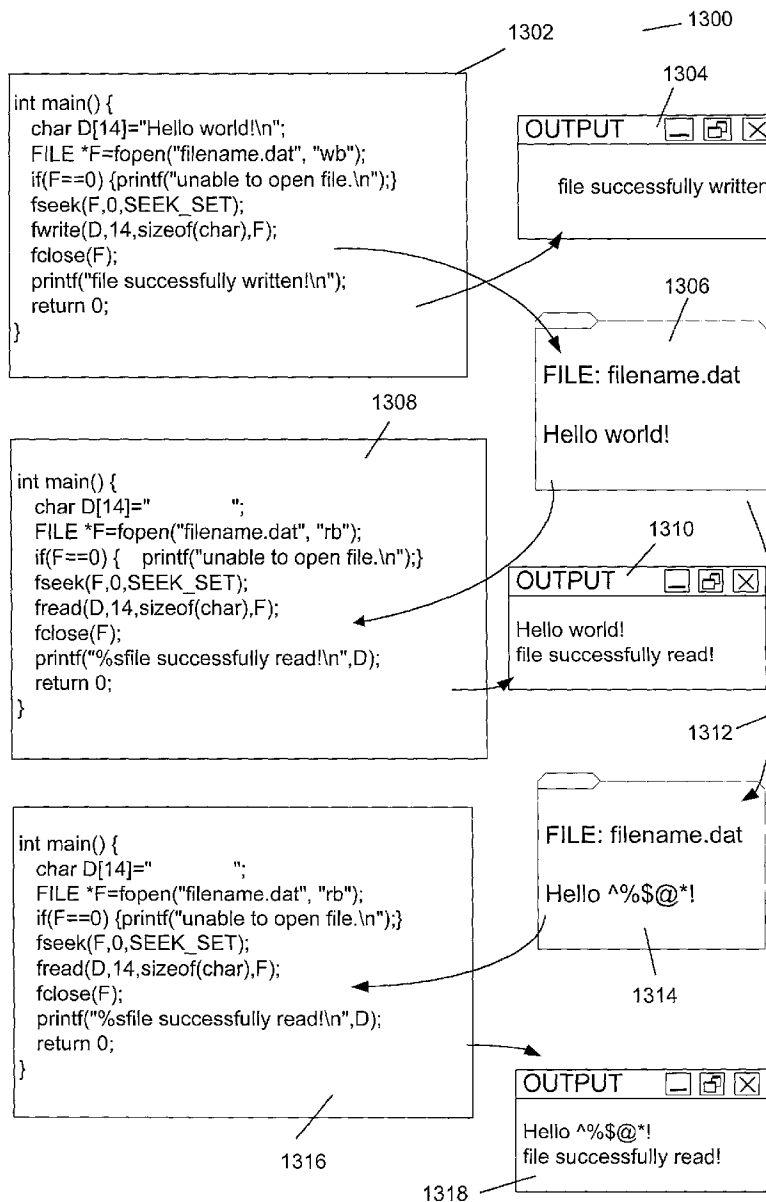 1300
1302
int main() {
char D[14]="Hello world!\n";
FILE *F=fopen("filename.dat", "wb");
if(F==0) {printf("unable to open file.\n");}
fseek(F,0,SEEK_SET);
fwrite(D,14,sizeof(char),F);
fclose(F);
printf("file successfully written!\n");
return 0;
}
1304
OUTPUT
file successfully written
1306
FILE: filename.dat
Hello world!
1308
int main() {
char D[14]="                ";
FILE *F=fopen("filename.dat", "rb");
if(F==0) {   printf("unable to open file.\n");}
fseek(F,0,SEEK_SET);
fread(D,14,sizeof(char),F);
fclose(F);
printf("%sfile successfully read!\n",D);
return 0;
}
1310
OUTPUT
Hello world!
file successfully read!
1312
FILE: filename.dat
Hello ^%$@*!
1314
int main() {
char D[14]="                ";
FILE *F=fopen("filename.dat", "rb");
if(F==0) {printf("unable to open file.\n");}
fseek(F,0,SEEK_SET);
fread(D,14,sizeof(char),F);
fclose(F);
printf("%sfile successfully read!\n",D);
return 0;
}
1316
OUTPUT
Hello ^%$@*!
file successfully read!
1318